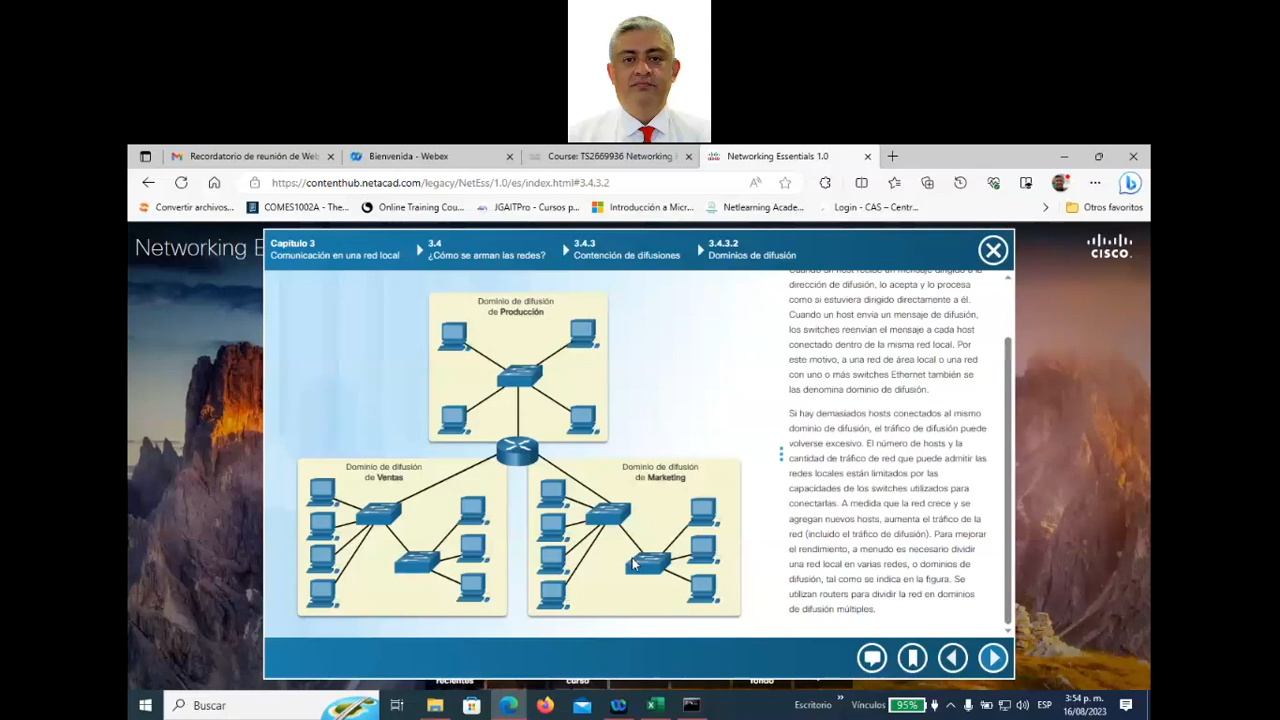 Recordatorio de reunión de Web
Bienvenida - Webex
Course: TS2669936 Networking
Networking Essentials 1.0
https://contenthub.netacad.com/legacy/NetEss/1.0/es/index.html#3.4.3.2
Convertir archivos...
COMES1002A - The...
Online Training Cou...
JGAITPro - Cursos p...
Introducción a Micr...
Netlearning Acade...
Login - CAS – Centr...
Otros favoritos
Networking E
CISCO
Capítulo 3
Comunicación en una red local
3.4
¿Cómo se arman las redes?
3.4.3
Contención de difusiones
3.4.3.2
Dominios de difusión
Dominio de difusión
de Producción
Dominio de difusión
de Ventas
Dominio de difusión
de Marketing
Cuando un host recibe un mensaje dirigido a la
dirección de difusión, lo acepta y lo procesa
como si estuviera dirigido directamente a él.
Cuando un host envía un mensaje de difusión,
los switches reenvían el mensaje a cada host
conectado dentro de la misma red local. Por
este motivo, a una red de área local o una red
con uno o más switches Ethernet también se
las denomina dominio de difusión.
Si hay demasiados hosts conectados al mismo
dominio de difusión, el tráfico de difusión puede
volverse excesivo. El número de hosts y la
cantidad de tráfico de red que puede admitir las
redes locales están limitados por las
capacidades de los switches utilizados para
conectarlas. A medida que la red crece y se
agregan nuevos hosts, aumenta el tráfico de la
red (incluido el tráfico de difusión). Para mejorar
el rendimiento, a menudo es necesario dividir
una red local en varias redes, o dominios de
difusión, tal como se indica en la figura. Se
utilizan routers para dividir la red en dominios
de difusión múltiples.
recientes
curso
fondo
Buscar
Escritorio
Vínculos
95%
ESP
3:54 p. m.
16/08/2023